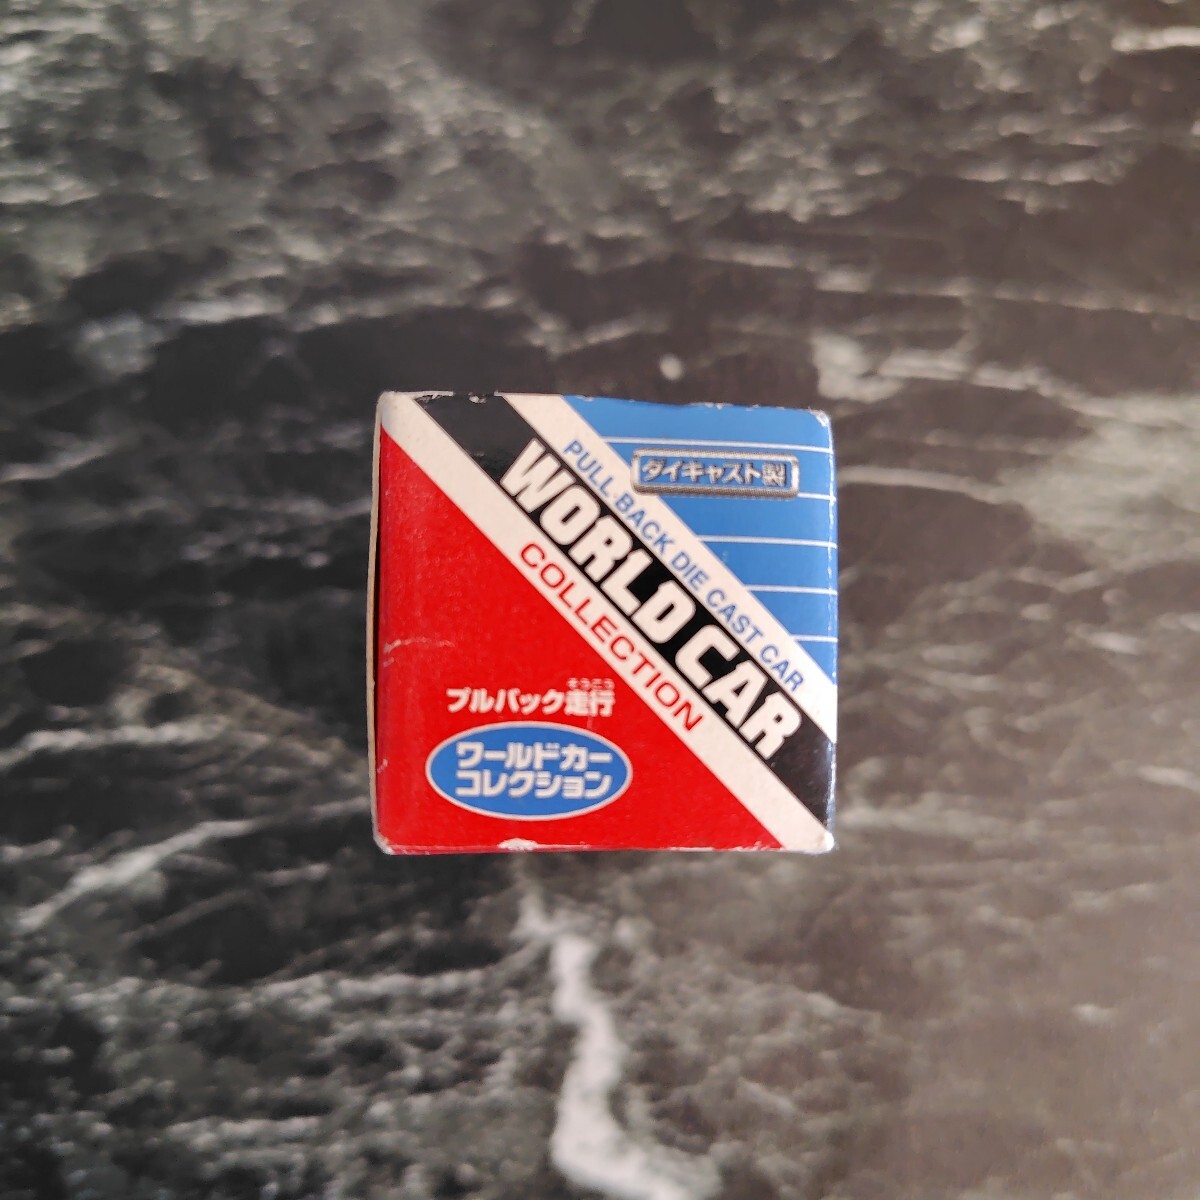 ダイキャスト製
PULL-BACK DIE CAST CAR
WORLD CAR
COLLECTION
そうこう
プルバック走行
ワールドカー
コレクション